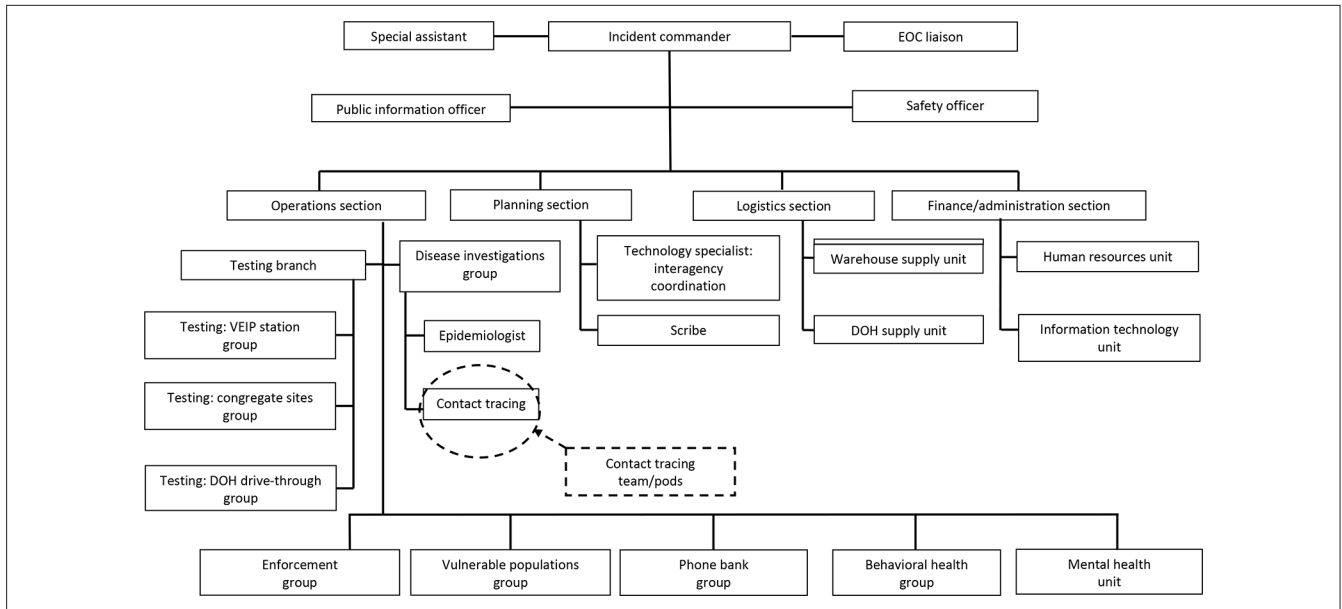 Special assistant
Incident commander
EOC liaison
Public information officer
Safety officer
Operations section
Planning section
Logistics section
Finance/administration section
Testing branch
Disease investigations
group
Technology specialist:
interagency
coordination
Warehouse supply unit
Human resources unit
Testing: VEIP station
group
Epidemiologist
Scribe
DOH supply unit
Information technology
unit
Testing: congregate sites
group
Contact tracing
Contact tracing
team/pods
Testing: DOH drive-through
group
Enforcement
group
Vulnerable populations
group
Phone bank
group
Behavioral health
group
Mental health
unit